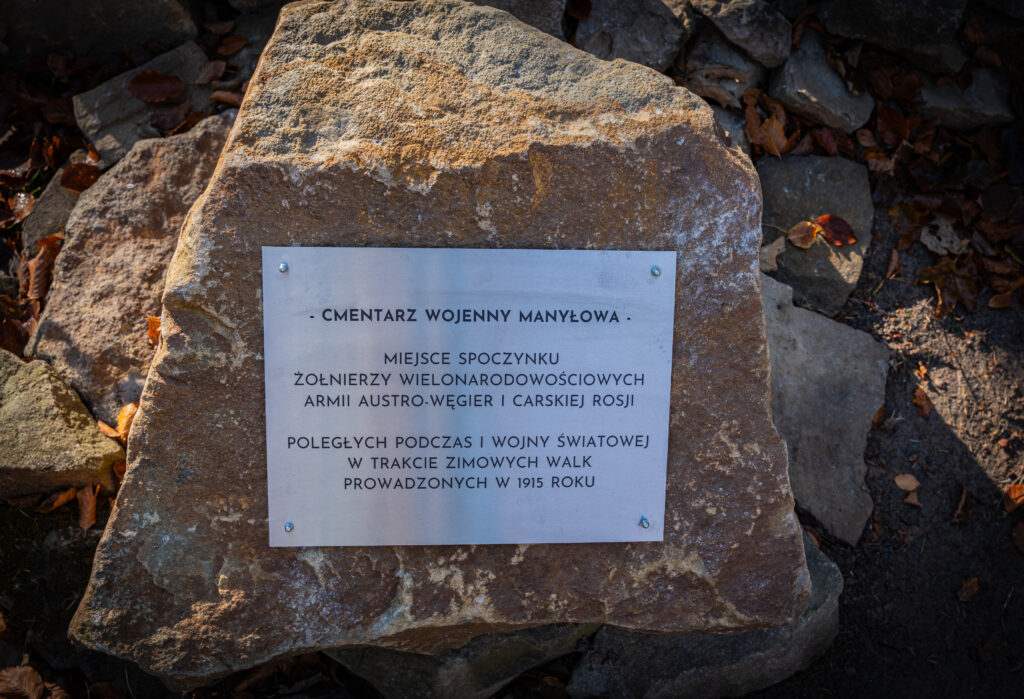 - CMENTARZ WOJENNY MANYŁOWA -
MIEJSCE SPOCZYNKU
ŻOŁNIERZY WIELONARODOWOŚCIOWYCH
ARMII AUSTRO-WĘGIER I CARSKIEJ ROSJI
POLEGŁYCH PODCZAS I WOJNY ŚWIATOWEJ
W TRAKCIE ZIMOWYCH WALK
PROWADZONYCH W 1915 ROKU